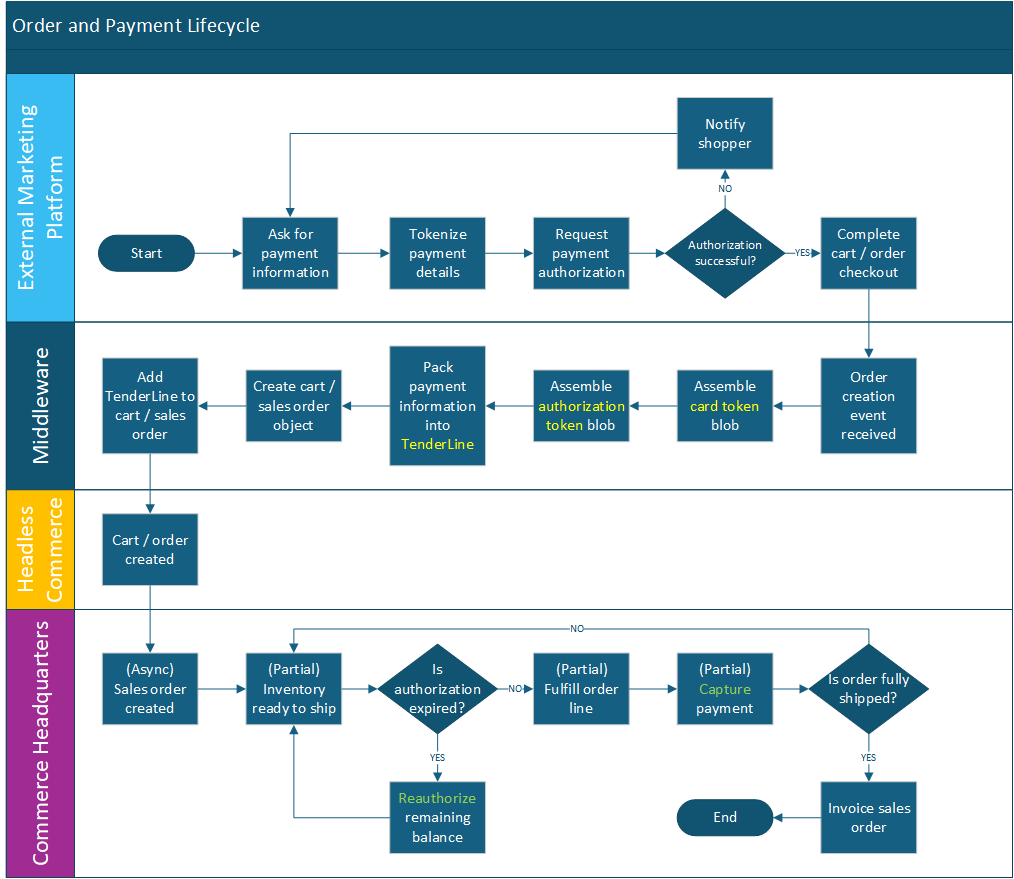 Order and Payment Lifecycle
External Marketing
Platform
Notify
shopper
NO
Start
Ask for
payment
information
Tokenize
payment
details
Request
payment
authorization
Authorization
successful?
YES
Complete
cart / order
checkout
Middleware
Add
TenderLine to
cart / sales
order
Create cart /
sales order
object
Pack
payment
information
into
TenderLine
Assemble
authorization
token blob
Assemble
card token
blob
Order
creation
event
received
Headless
Commerce
Cart / order
created
Commerce Headquarters
NO
(Async)
Sales order
created
(Partial)
Inventory
ready to ship
Is
authorization
expired?
NO
(Partial)
Fulfill order
line
(Partial)
Capture
payment
Is order fully
shipped?
YES
YES
Reauthorize
remaining
balance
End
Invoice sales
order